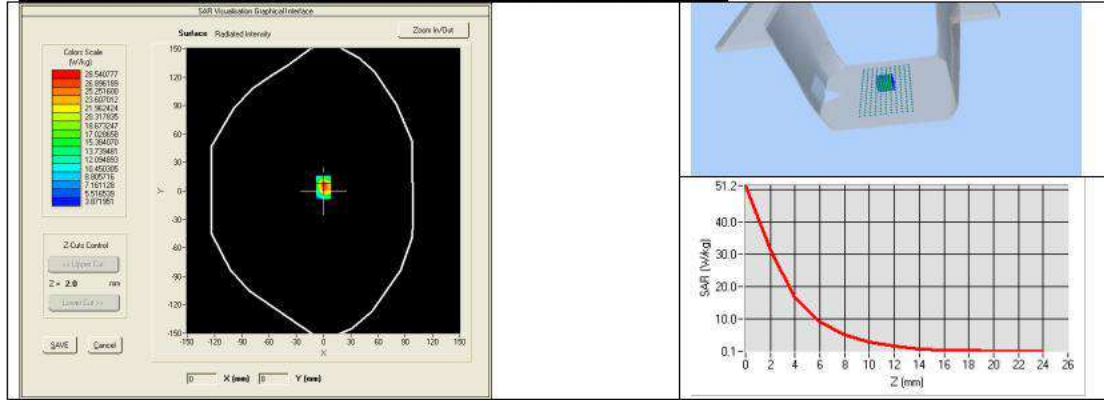 SAR Visualisation Graphical Interface
Surface Radiated Intensity
Zoom In/Out
Colors Scale
(W/kg)
28.540777
26.896189
25.251600
23.607012
21.962424
20.317835
18.673247
17.028658
15.384070
13.739481
12.094893
10.450305
8.805716
7.161128
5.516539
3.871951
Z Cuts Control
<< Upper Cut
Z = 2.0 mm
Lower Cut >>
SAVE
Cancel
150
120
90
60
30
0
-30
-60
-90
-120
-150
Y
-150 -120 -90 -60 -30 0 30 60 90 120 150
X
0 X (mm) 0 Y (mm)
51.2
40.0
30.0
20.0
10.0
0.1
SAR (W/kg)
0 2 4 6 8 10 12 14 16 18 20 22 24 26
Z (mm)